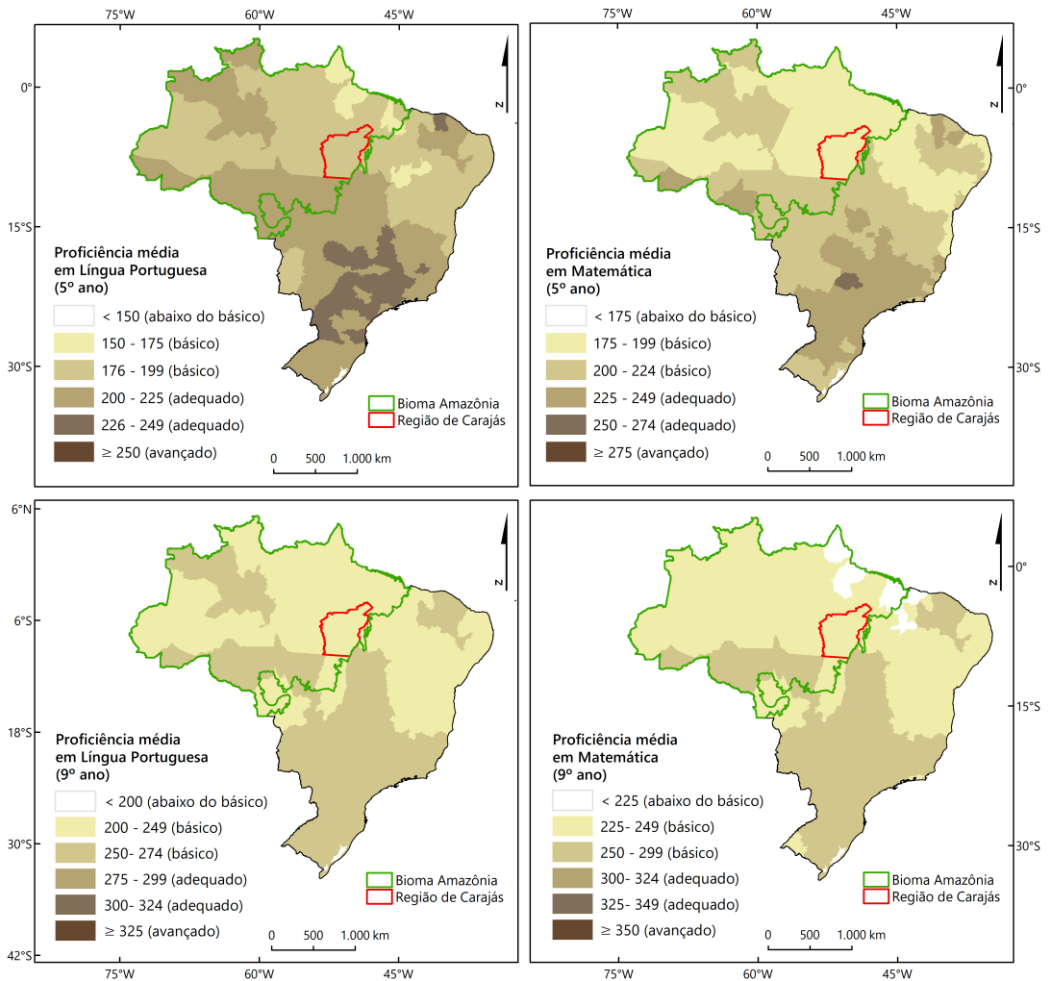 75°W
60°W
45°W
75°W
60°W
45°W
0°
15°S
30°S
Z
Proficiência média
em Língua Portuguesa
(5º ano)
< 150 (abaixo do básico)
150 - 175 (básico)
176 - 199 (básico)
200 - 225 (adequado)
226 - 249 (adequado)
≥ 250 (avançado)
Bioma Amazônia
Região de Carajás
0 500 1.000 km
Z
0°
15°S
30°S
Proficiência média
em Matemática
(5º ano)
< 175 (abaixo do básico)
175 - 199 (básico)
200 - 224 (básico)
225 - 249 (adequado)
250 - 274 (adequado)
≥ 275 (avançado)
Bioma Amazônia
Região de Carajás
0 500 1.000 km
6°N
6°S
18°S
30°S
42°S
Z
Proficiência média
em Língua Portuguesa
(9º ano)
< 200 (abaixo do básico)
200 - 249 (básico)
250- 274 (básico)
275 - 299 (adequado)
300- 324 (adequado)
≥ 325 (avançado)
Bioma Amazônia
Região de Carajás
0 500 1.000 km
75°W
60°W
45°W
Z
0°
15°S
30°S
Proficiência média
em Matemática
(9º ano)
< 225 (abaixo do básico)
225- 249 (básico)
250 - 299 (básico)
300- 324 (adequado)
325- 349 (adequado)
≥ 350 (avançado)
Bioma Amazônia
Região de Carajás
0 500 1.000 km
75°W
60°W
45°W